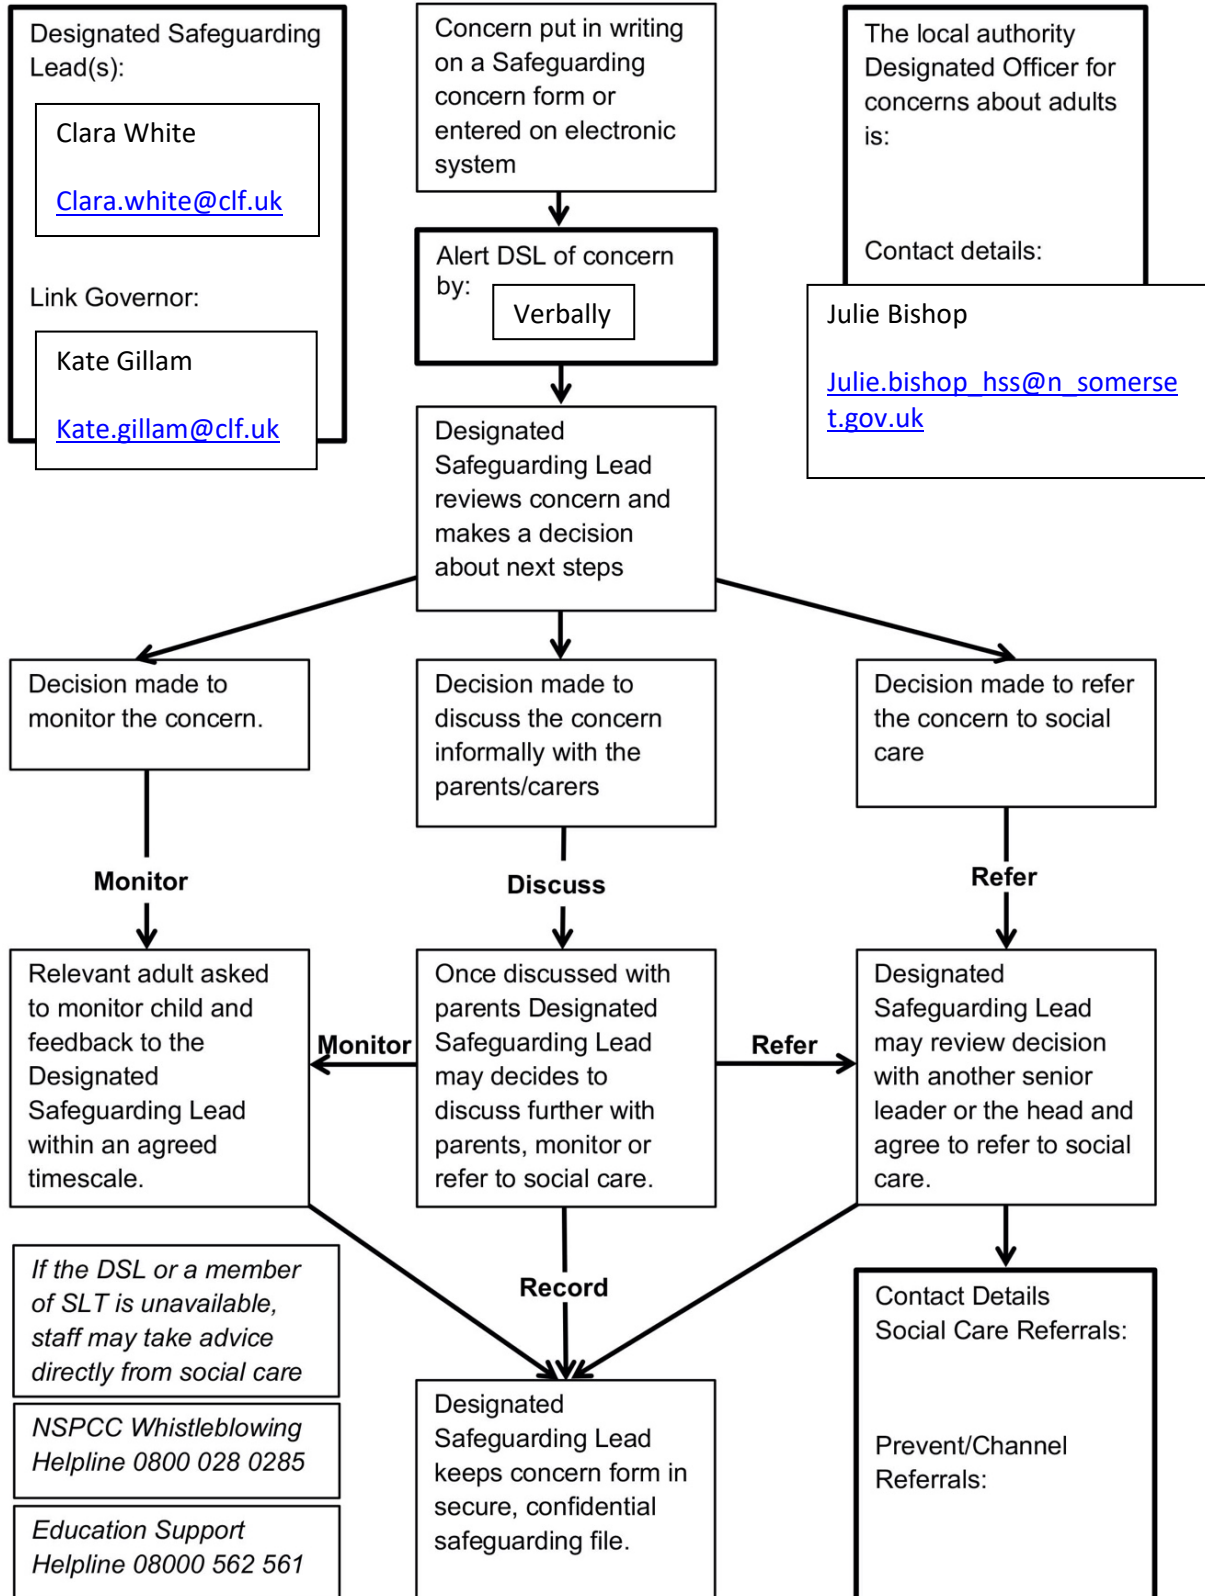 Designated Safeguarding
Lead(s):
Clara White
Clara.white@clf.uk
Link Governor:
Kate Gillam
Kate.gillam@clf.uk
Concern put in writing
on a Safeguarding
concern form or
entered on electronic
system
The local authority
Designated Officer for
concerns about adults
is:
Contact details:
Julie Bishop
Julie.bishop_hss@n_somerse
t.gov.uk
Alert DSL of concern
by:
Verbally
Designated
Safeguarding Lead
reviews concern and
makes a decision
about next steps
Decision made to
monitor the concern.
Decision made to
discuss the concern
informally with the
parents/carers
Decision made to refer
the concern to social
care
Monitor
Discuss
Refer
Relevant adult asked
to monitor child and
feedback to the
Designated
Safeguarding Lead
within an agreed
timescale.
Monitor
Once discussed with
parents Designated
Safeguarding Lead
may decides to
discuss further with
parents, monitor or
refer to social care.
Refer
Designated
Safeguarding Lead
may review decision
with another senior
leader or the head and
agree to refer to social
care.
If the DSL or a member
of SLT is unavailable,
staff may take advice
directly from social care
NSPCC Whistleblowing
Helpline 0800 028 0285
Education Support
Helpline 08000 562 561
Record
Designated
Safeguarding Lead
keeps concern form in
secure, confidential
safeguarding file.
Contact Details
Social Care Referrals:
Prevent/Channel
Referrals: